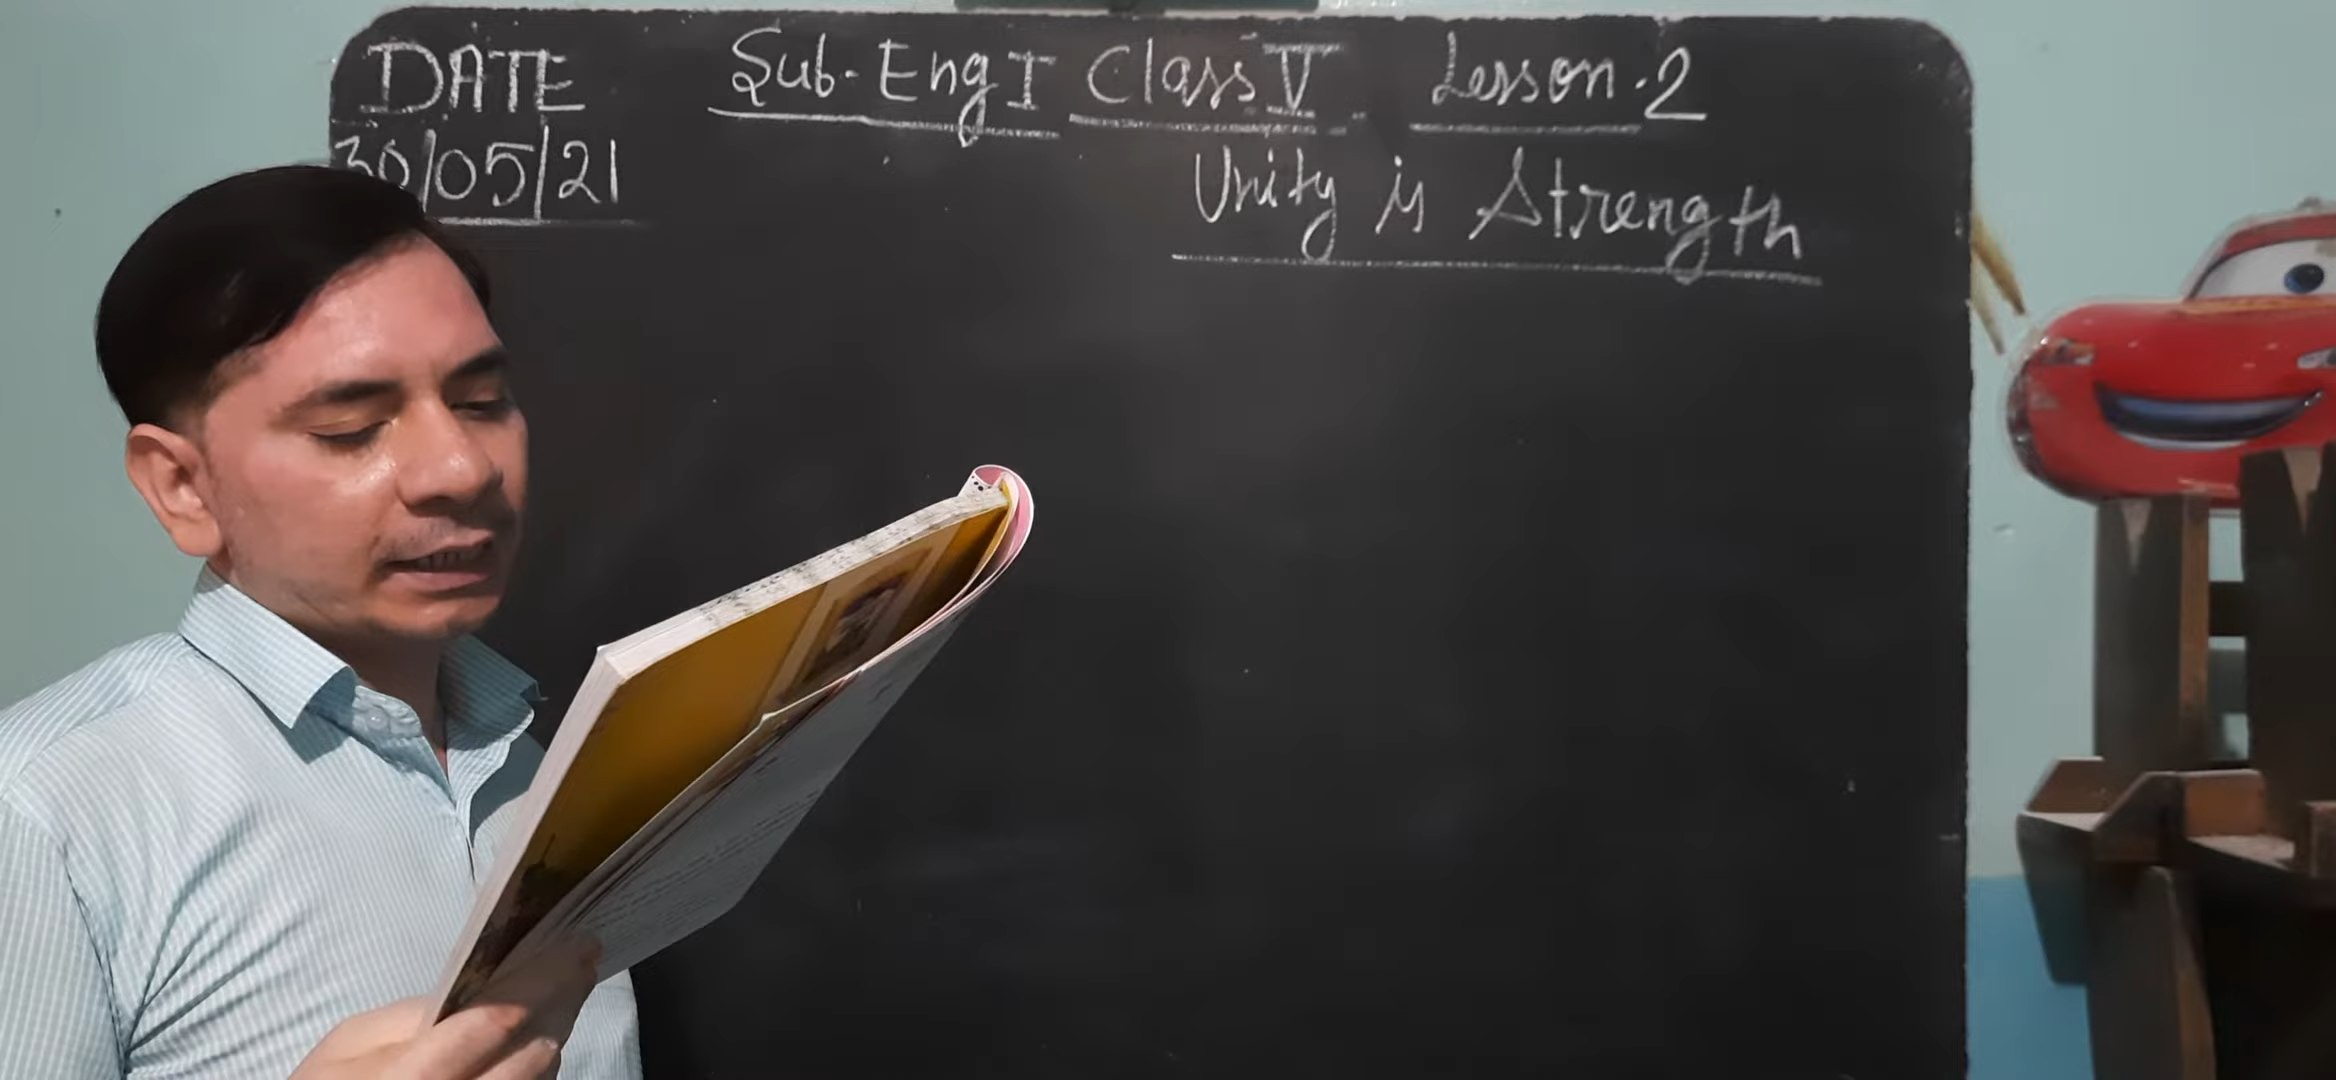 DATE Sub. Eng I Class V. Lesson.2
30/05/21 Unity is Strength